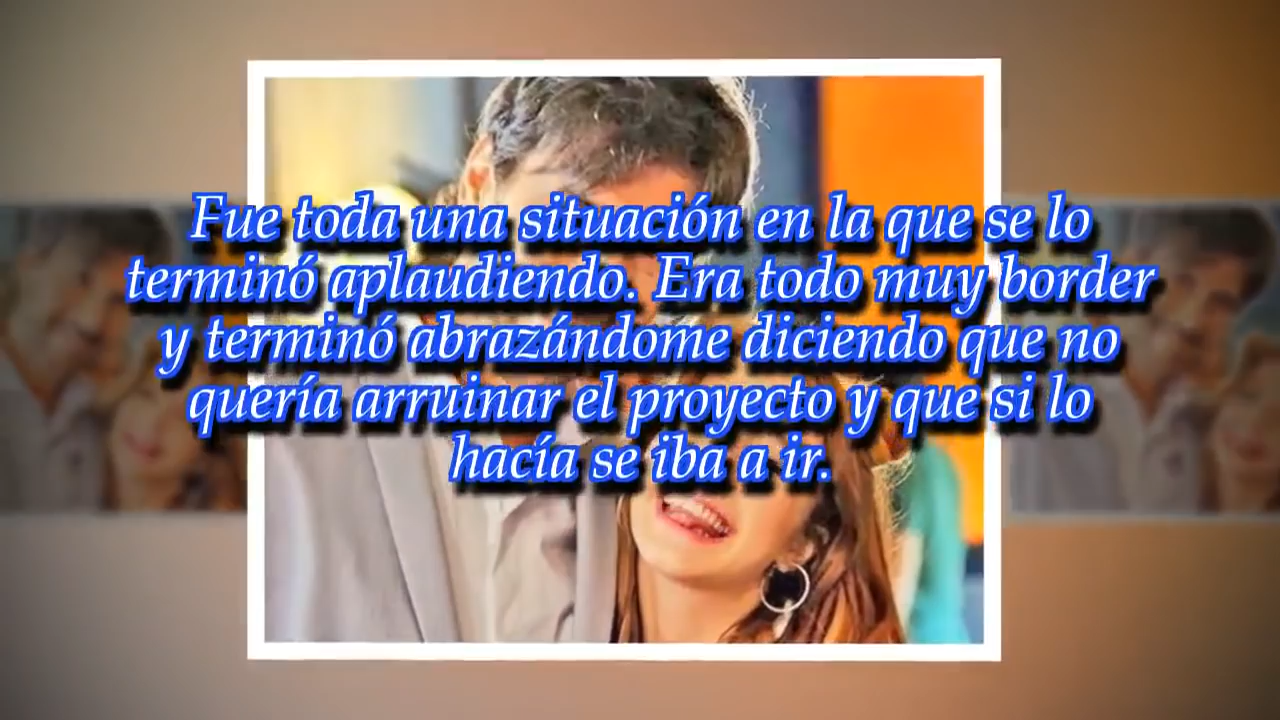 Fue toda una situación en la que se lo
terminó aplaudiendo. Era todo muy border
y terminó abrazándome diciendo que no
quería arruinar el proyecto y que si lo
hacía se iba a ir.